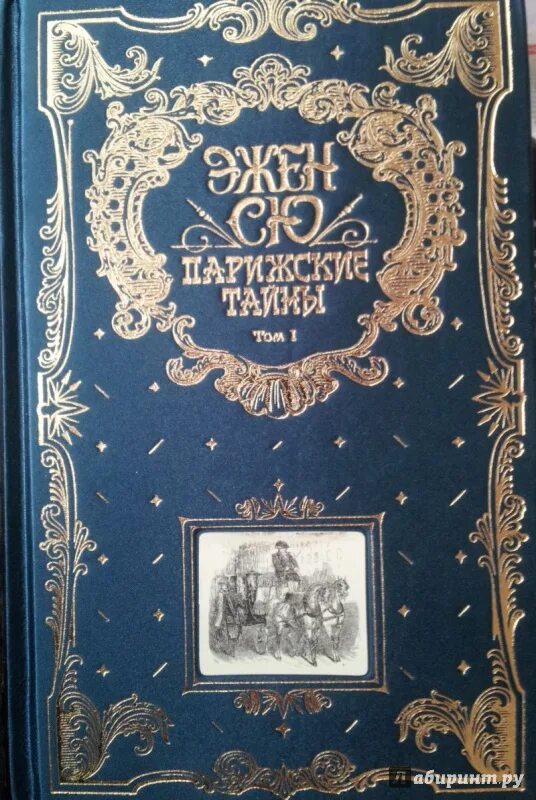 ЭЖЕН
СЮ
ПАРИЖСКИЕ
ТАЙНЫ
Том I
Лабиринт.ру